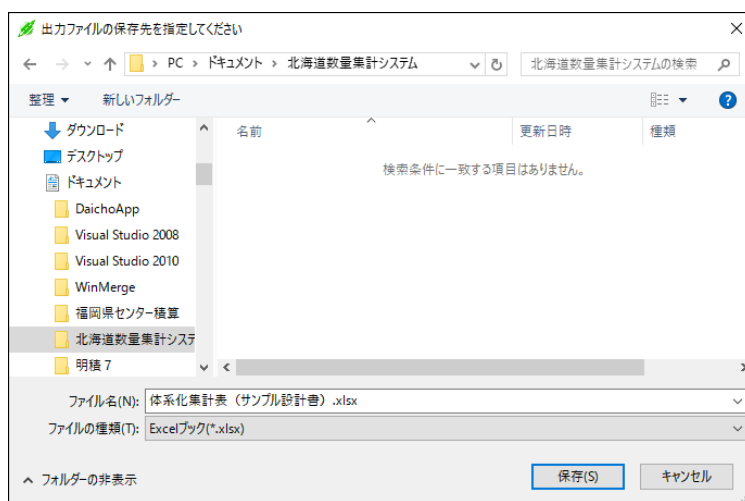 出力ファイルの保存先を指定してください
PC › ドキュメント › 北海道数量集計システム
北海道数量集計システムの検索
整理 新しいフォルダー
ダウンロード
デスクトップ
ドキュメント
DaichoApp
Visual Studio 2008
Visual Studio 2010
WinMerge
福岡県センター積算
北海道数量集計システ
明積7
名前 更新日時 種類
検索条件に一致する項目はありません。
ファイル名(N): 体系化集計表（サンプル設計書）.xlsx
ファイルの種類(T): Excelブック(*.xlsx)
フォルダーの非表示
保存(S) キャンセル